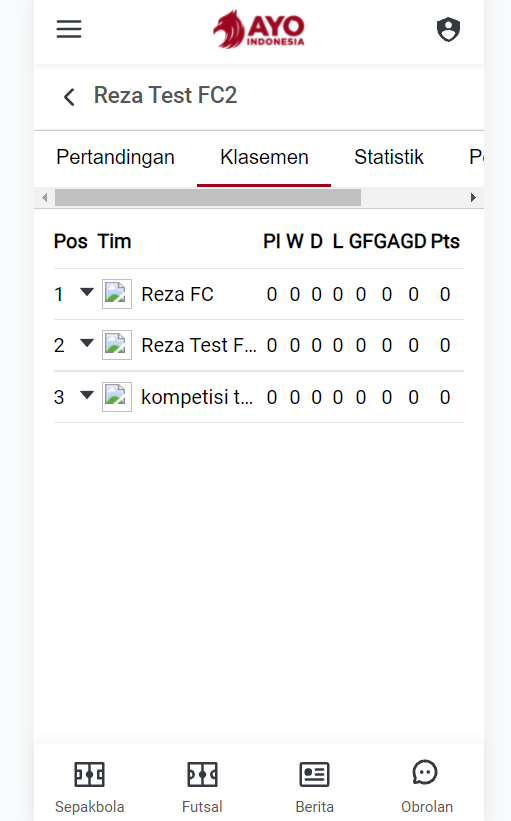 AYO
INDONESIA
Reza Test FC2
Pertandingan Klasemen Statistik
Pos Tim Pl W D L GF GA GD Pts
1 Reza FC 0 0 0 0 0 0 0 0
2 Reza Test F... 0 0 0 0 0 0 0 0
3 kompetisi t... 0 0 0 0 0 0 0 0
Sepakbola Futsal Berita Obrolan